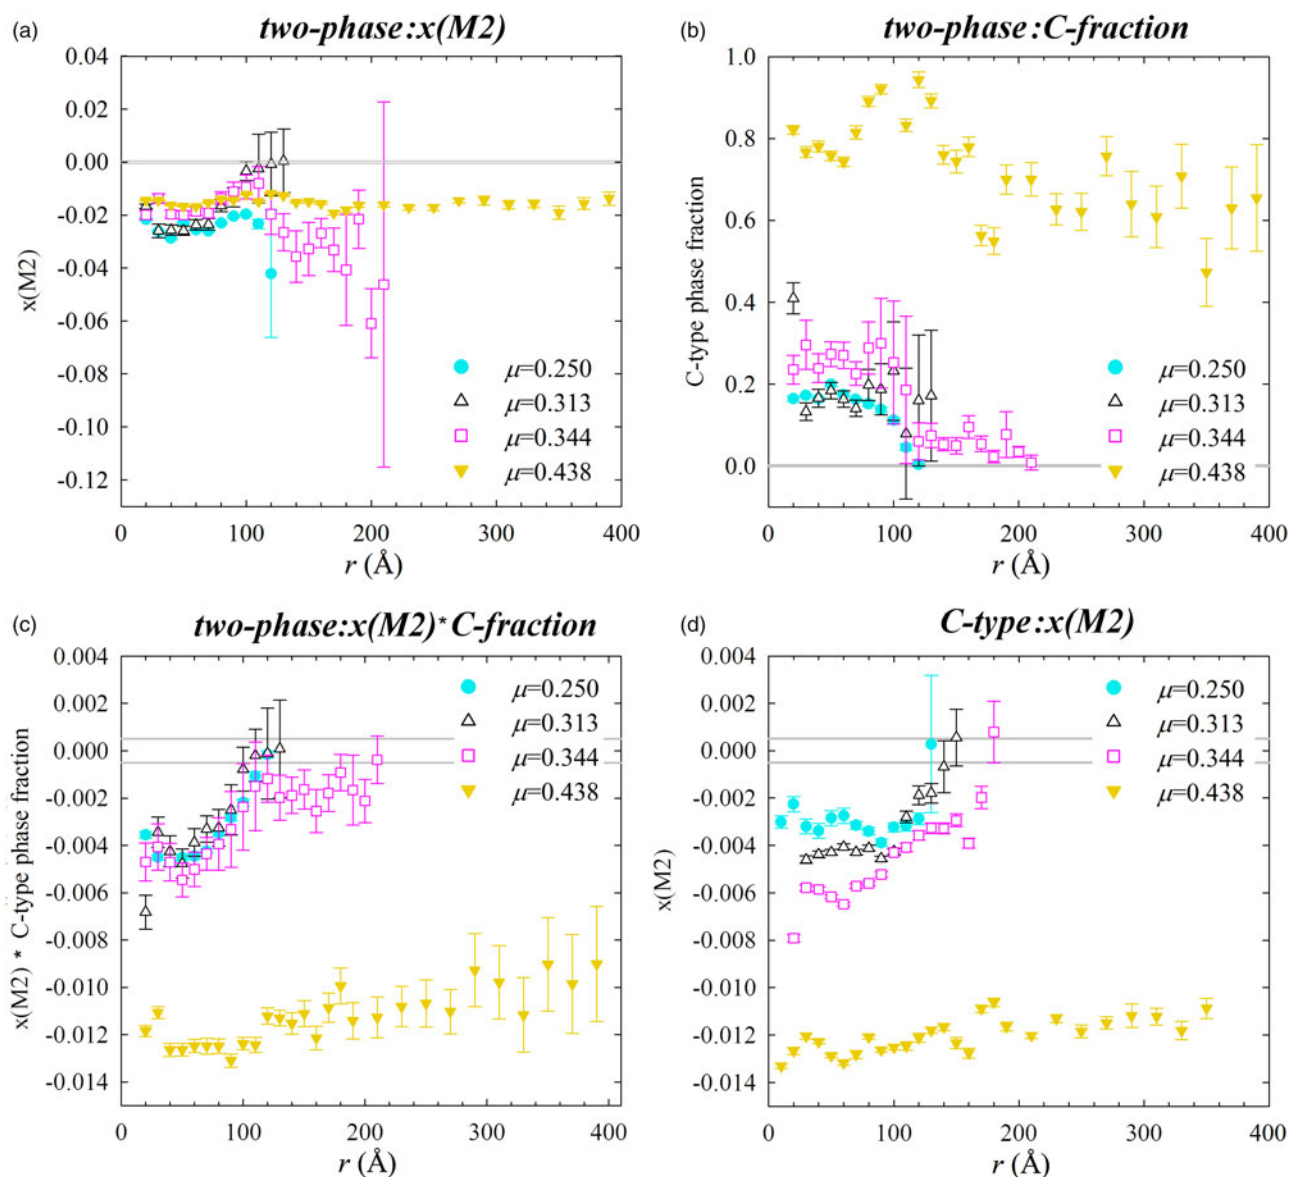 (a) two-phase:x(M2)
0.04
0.02
0.00
-0.02
-0.04
-0.06
-0.08
-0.10
-0.12
x(M2)
μ=0.250
μ=0.313
μ=0.344
μ=0.438
0 100 200 300 400
r (Å)
(b) two-phase:C-fraction
1.0
0.8
0.6
0.4
0.2
0.0
C-type phase fraction
μ=0.250
μ=0.313
μ=0.344
μ=0.438
0 100 200 300 400
r (Å)
(c) two-phase:x(M2)*C-fraction
0.004
0.002
0.000
-0.002
-0.004
-0.006
-0.008
-0.010
-0.012
-0.014
x(M2) * C-type phase fraction
μ=0.250
μ=0.313
μ=0.344
μ=0.438
0 100 200 300 400
r (Å)
(d) C-type:x(M2)
0.004
0.002
0.000
-0.002
-0.004
-0.006
-0.008
-0.010
-0.012
-0.014
x(M2)
μ=0.250
μ=0.313
μ=0.344
μ=0.438
0 100 200 300 400
r (Å)